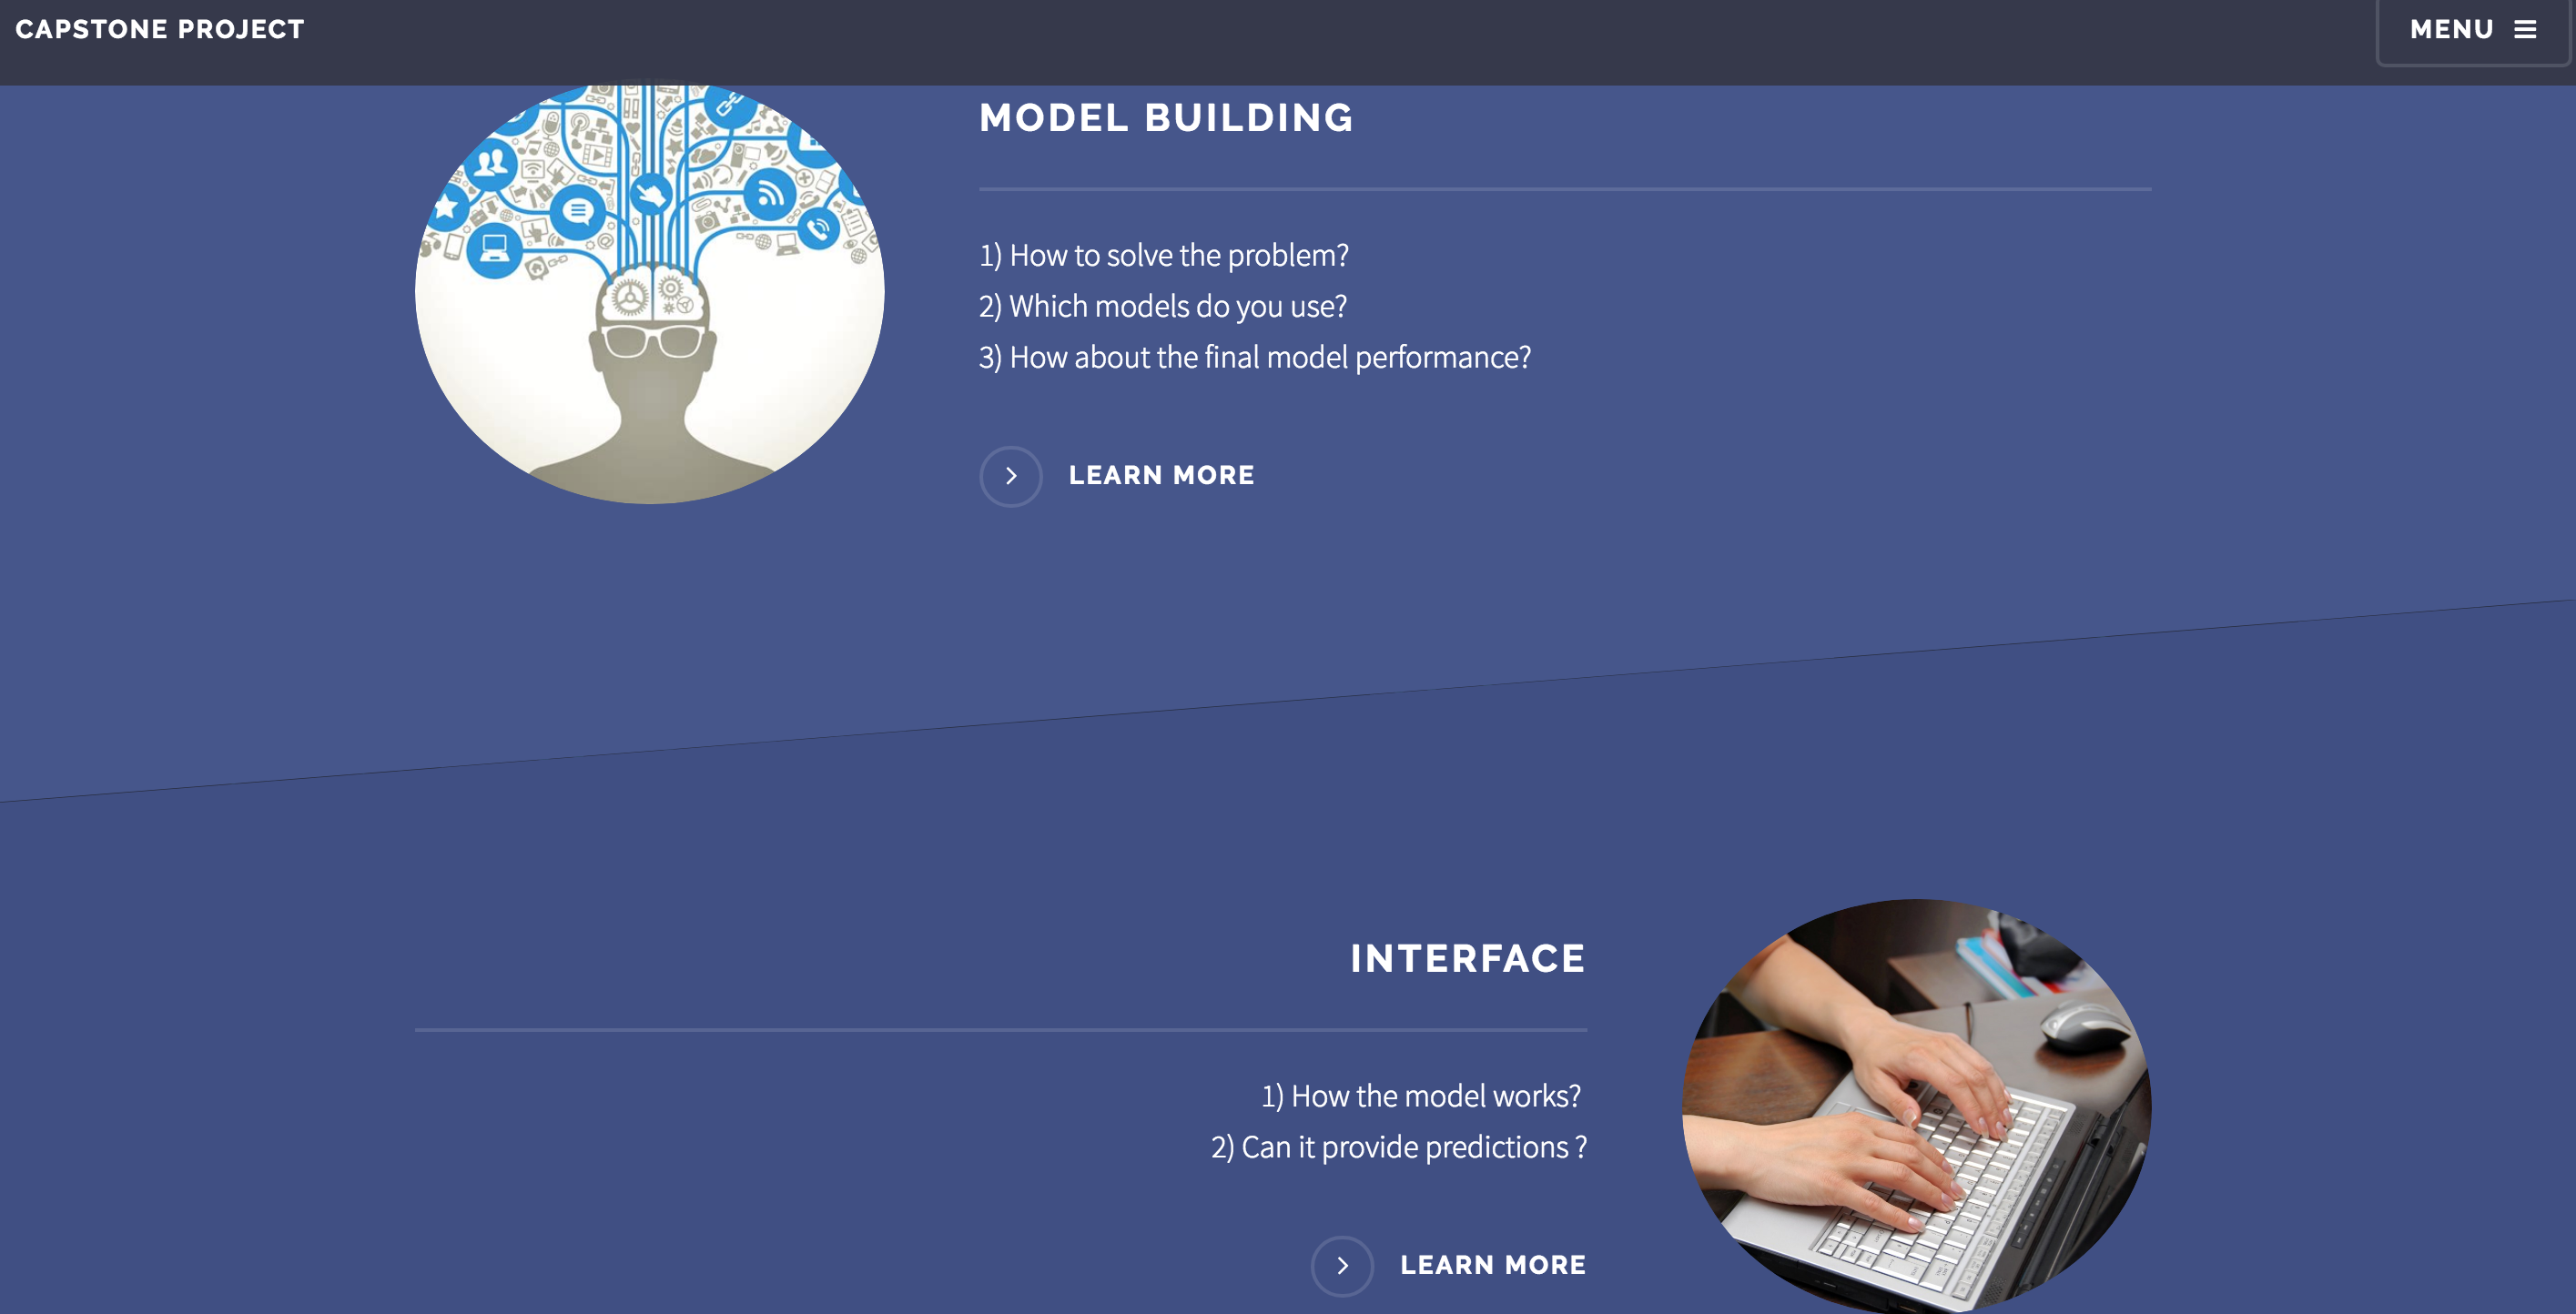 CAPSTONE PROJECT
MENU
MODEL BUILDING
1) How to solve the problem?
2) Which models do you use?
3) How about the final model performance?
LEARN MORE
INTERFACE
1) How the model works?
2) Can it provide predictions ?
LEARN MORE